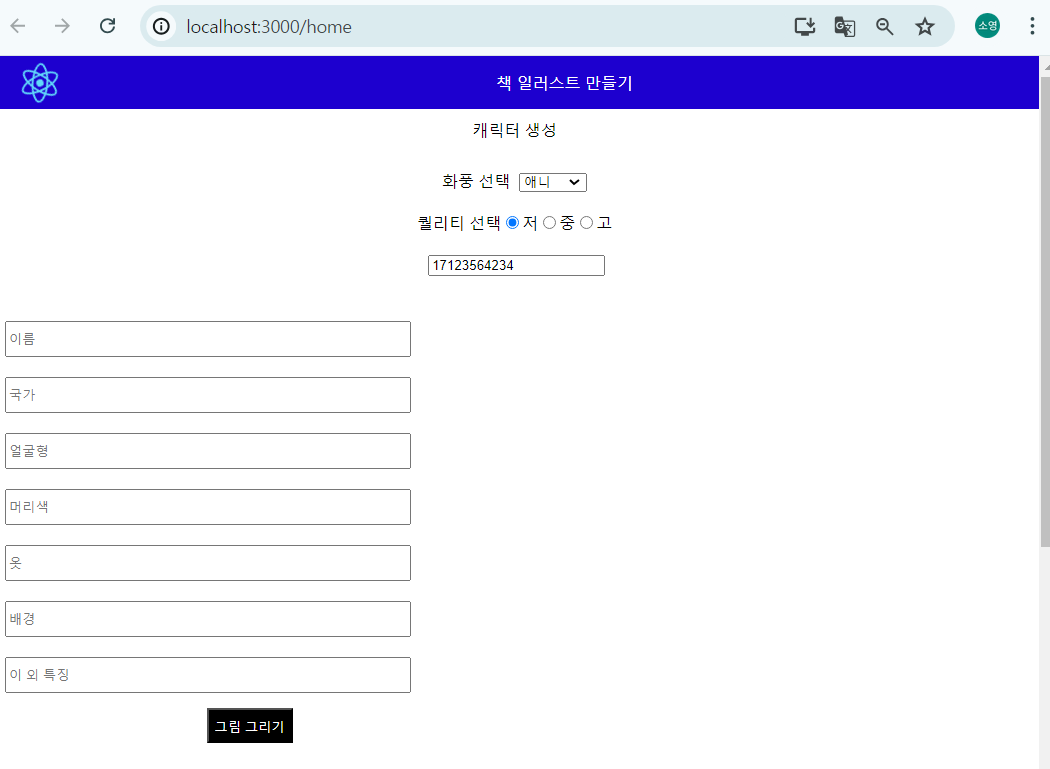 localhost:3000/home
소영
책 일러스트 만들기
캐릭터 생성
화풍 선택 애니
퀄리티 선택 저 중 고
17123564234
이름
국가
얼굴형
머리색
옷
배경
이 외 특징
그림 그리기